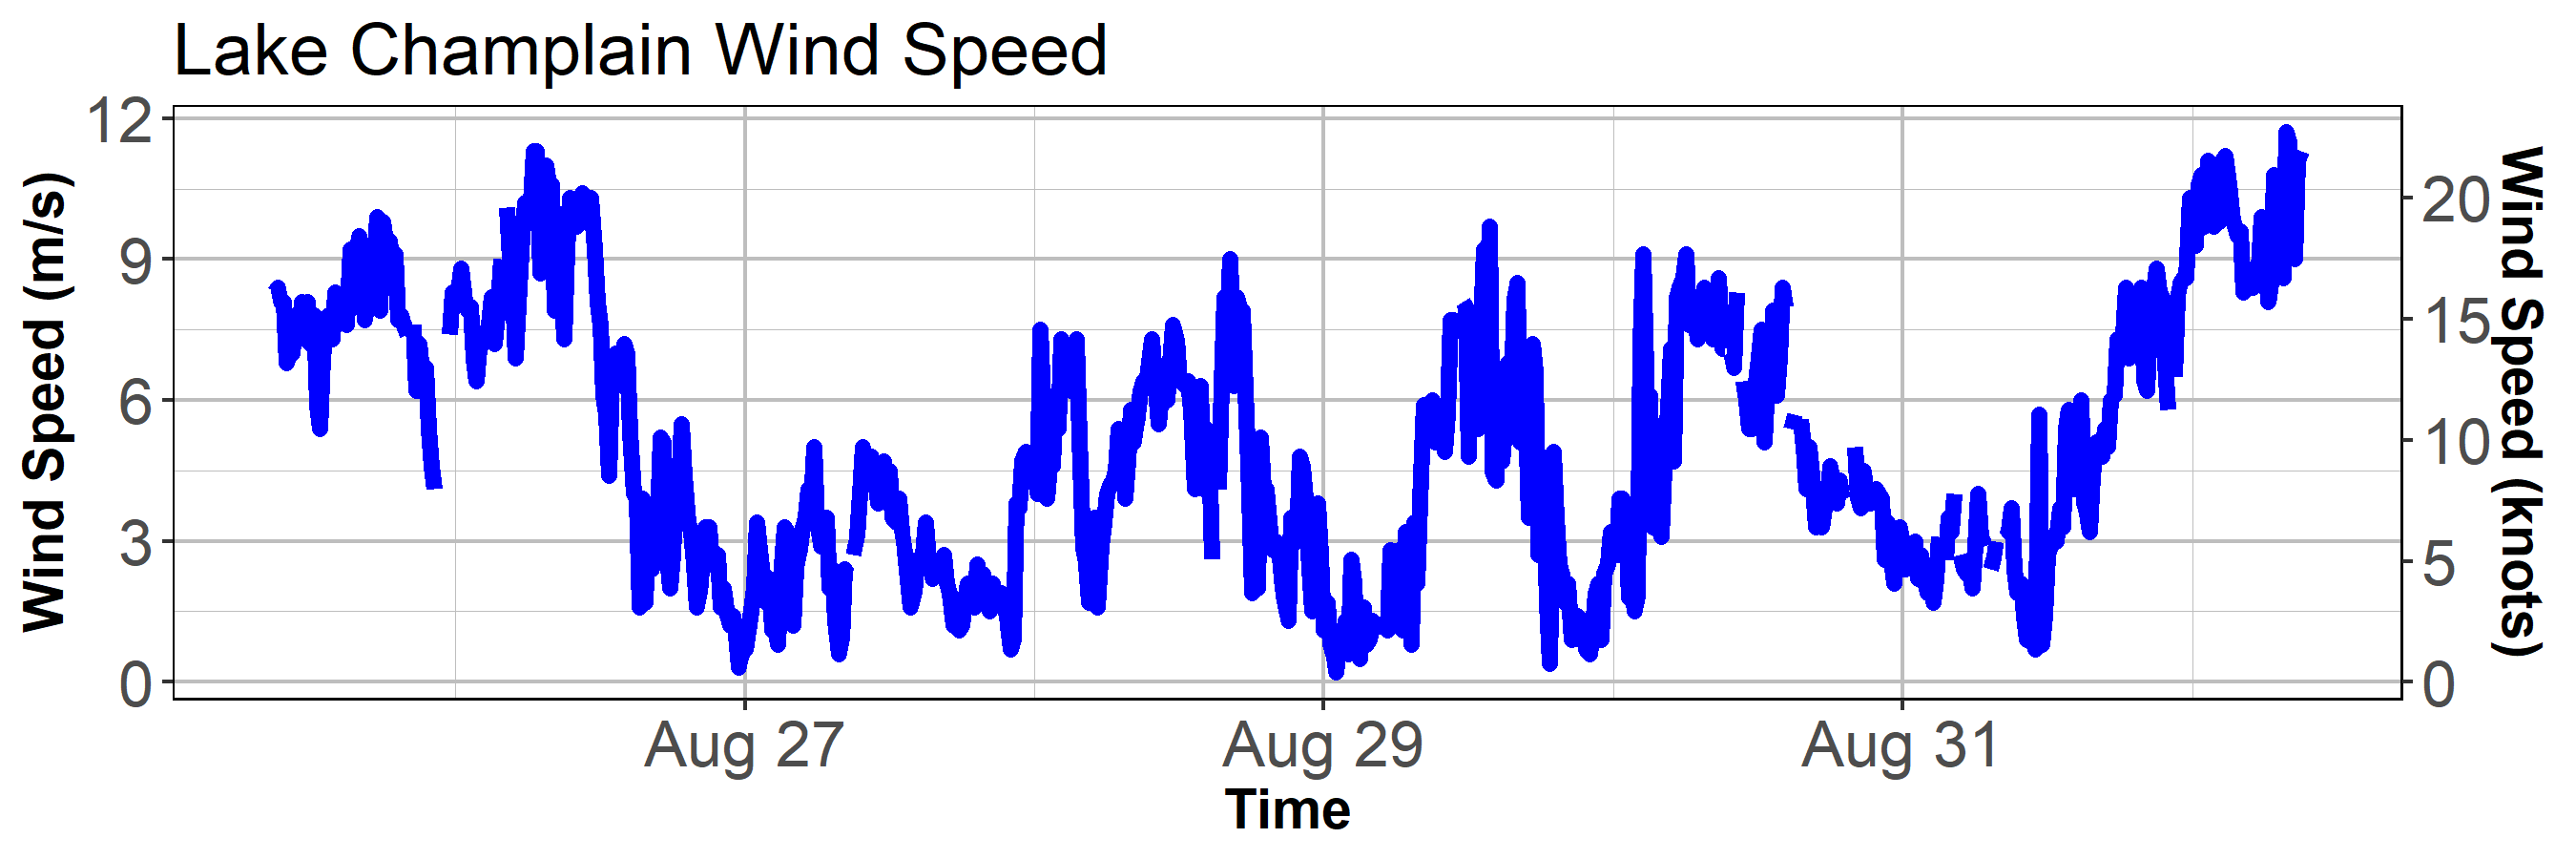 Lake Champlain Wind Speed
12
9
6
3
0
Wind Speed (m/s)
20
15
10
5
0
Wind Speed (knots)
Aug 27
Aug 29
Aug 31
Time